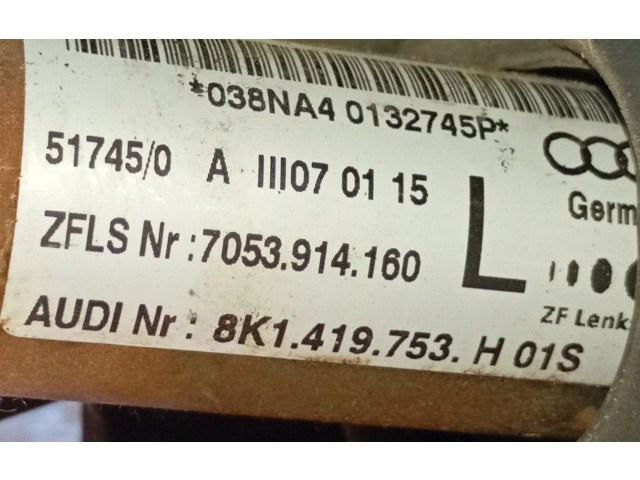 *038NA4 0132745P*
51745/0 A III07 01 15
L
Germ
ZFLS Nr :7053.914.160
ZF Lenk
AUDI Nr : 8K1.419.753. H 01S